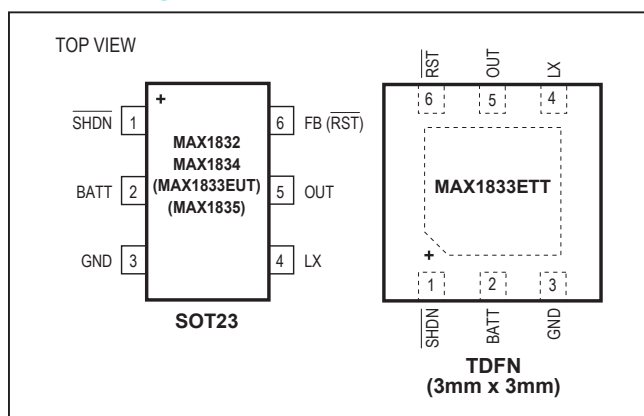 TOP VIEW
+
SHDN 1
BATT 2
GND 3
MAX1832
MAX1834
(MAX1833EUT)
(MAX1835)
6 FB (RST)
5 OUT
4 LX
SOT23
RST OUT LX
6 5 4
MAX1833ETT
+
1 2 3
SHDN BATT GND
TDFN
(3mm x 3mm)